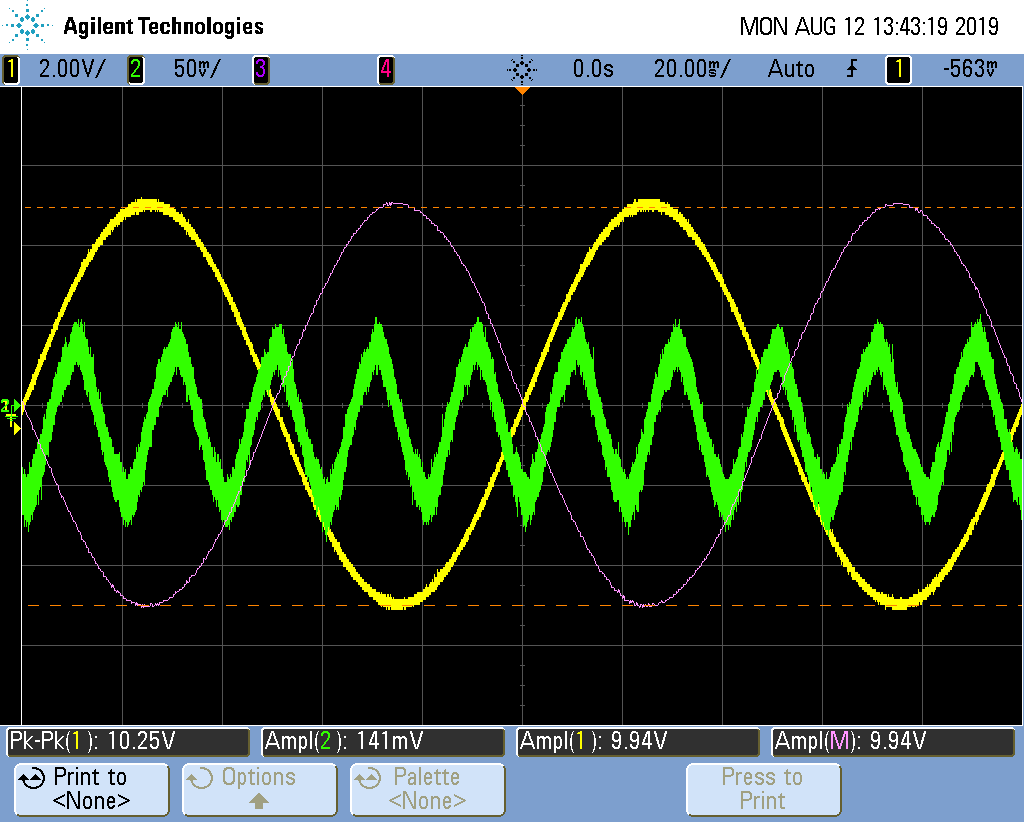 Agilent Technologies
MON AUG 12 13:43:19 2019
1 2.00V/ 2 50mV/ 3 4 0.0s 20.00ms/ Auto 1 -563mV
Pk-Pk(1): 10.25V
Ampl(2): 141mV
Ampl(1): 9.94V
Ampl(M): 9.94V
Print to
<None>
Options
Palette
<None>
Press to
Print